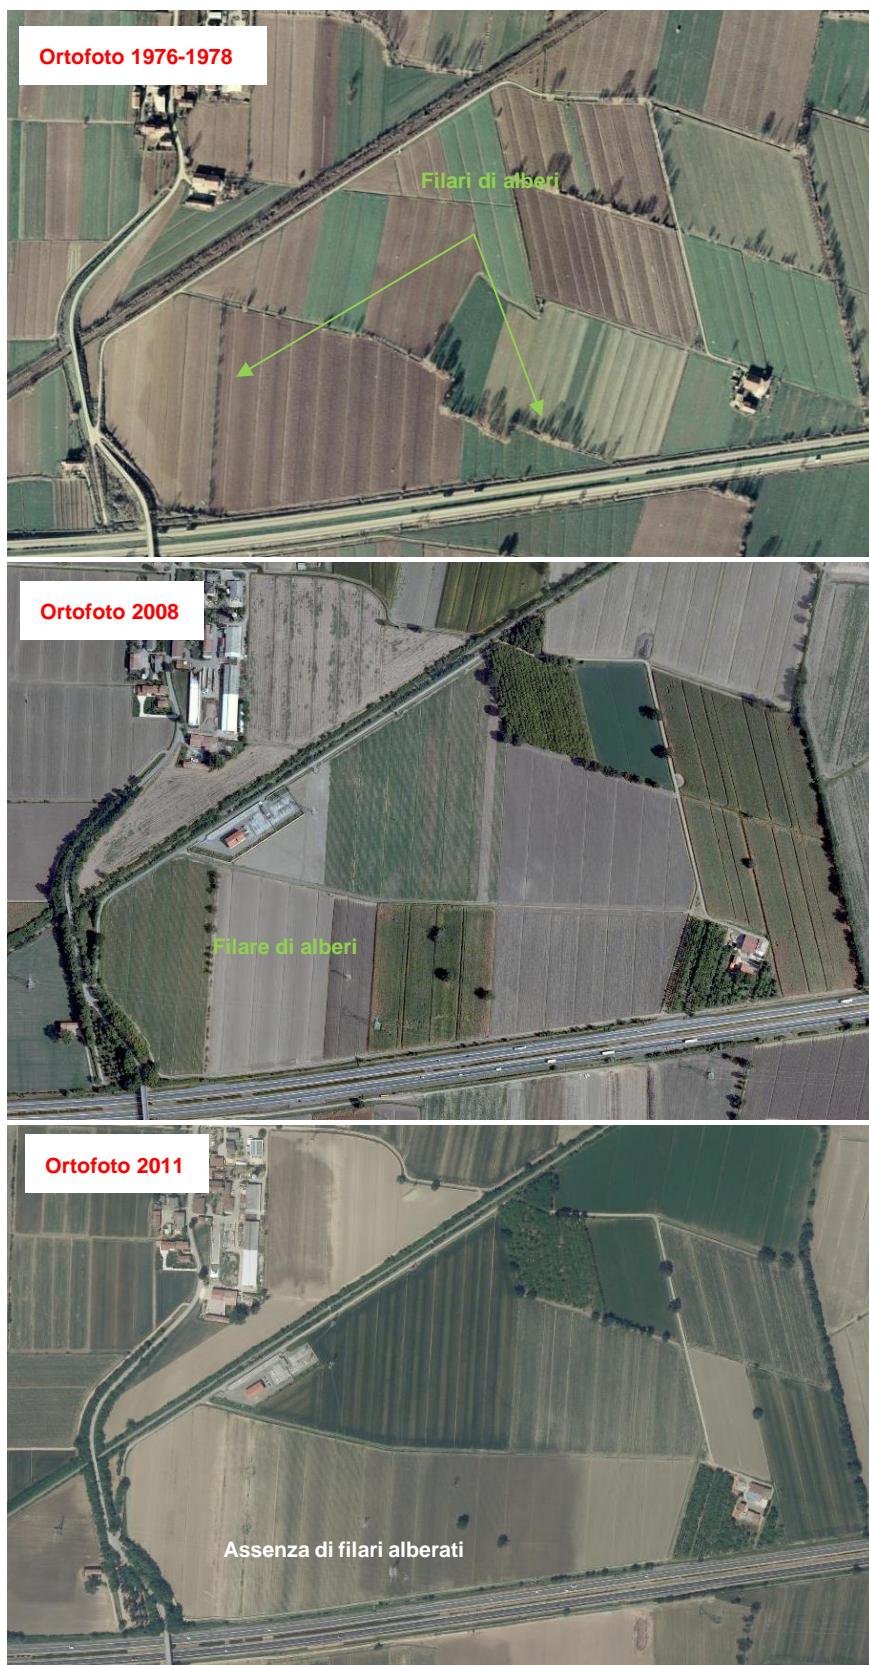 Ortofoto 1976-1978
Filari di alberi
Ortofoto 2008
Filare di alberi
Ortofoto 2011
Assenza di filari alberati